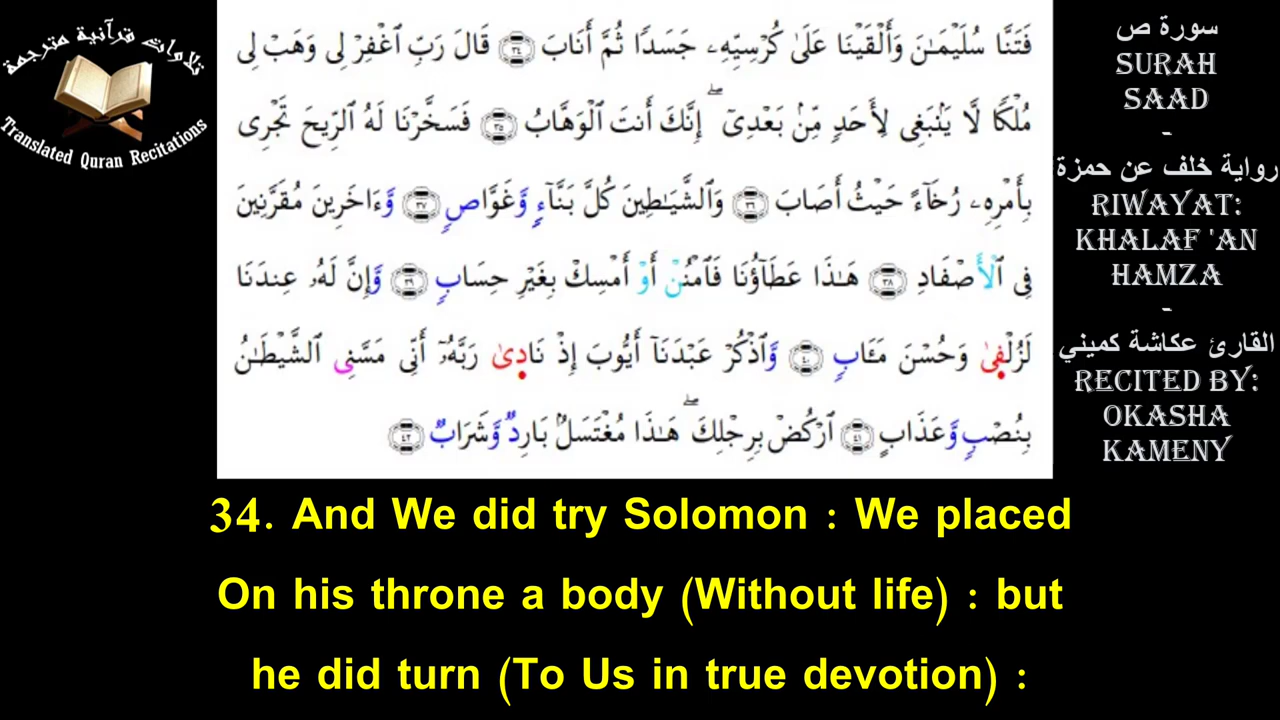 تلاوات قرآنية مترجمة
Translated Quran Recitations
فَتَنَّا سُلَيْمَـٰنَ وَأَلْقَيْنَا عَلَىٰ كُرْسِيِّهِۦ جَسَدًا ثُمَّ أَنَابَ ٣٤ قَالَ رَبِّ ٱغْفِرْ لِى وَهَبْ لِى
مُلْكًا لَّا يَنۢبَغِى لِأَحَدٍ مِّنۢ بَعْدِىٓ ۖ إِنَّكَ أَنتَ ٱلْوَهَّابُ ٣٥ فَسَخَّرْنَا لَهُ ٱلرِّيحَ تَجْرِى
بِأَمْرِهِۦ رُخَآءً حَيْثُ أَصَابَ ٣٦ وَٱلشَّيَـٰطِينَ كُلَّ بَنَّآءٍ وَّغَوَّاصٍ ٣٧ وَّءَاخَرِينَ مُقَرَّنِينَ
فِى ٱلْأَصْفَادِ ٣٨ هَـٰذَا عَطَآؤُنَا فَٱمْنُنْ أَوْ أَمْسِكْ بِغَيْرِ حِسَابٍ ٣٩ وَّإِنَّ لَهُۥ عِندَنَا
لَزُلْفِىٰ وَحُسْنَ مَـَٔابٍ ٤٠ وَّٱذْكُرْ عَبْدَنَآ أَيُّوبَ إِذْ نَادِىٰ رَبَّهُۥٓ أَنِّى مَسَّنِى ٱلشَّيْطَـٰنُ
بِنُصْبٍ وَّعَذَابٍ ٤١ ٱرْكُضْ بِرِجْلِكَ ۖ هَـٰذَا مُغْتَسَلٌۢ بَارِدٌ وَّشَرَابٌ ٤٢
سورة ص
SURAH
SAAD
-
رواية خلف عن حمزة
RIWAYAT:
KHALAF 'AN
HAMZA
-
القارئ عكاشة كميني
RECITED BY:
OKASHA
KAMENY
34. And We did try Solomon : We placed
On his throne a body (Without life) : but
he did turn (To Us in true devotion) :